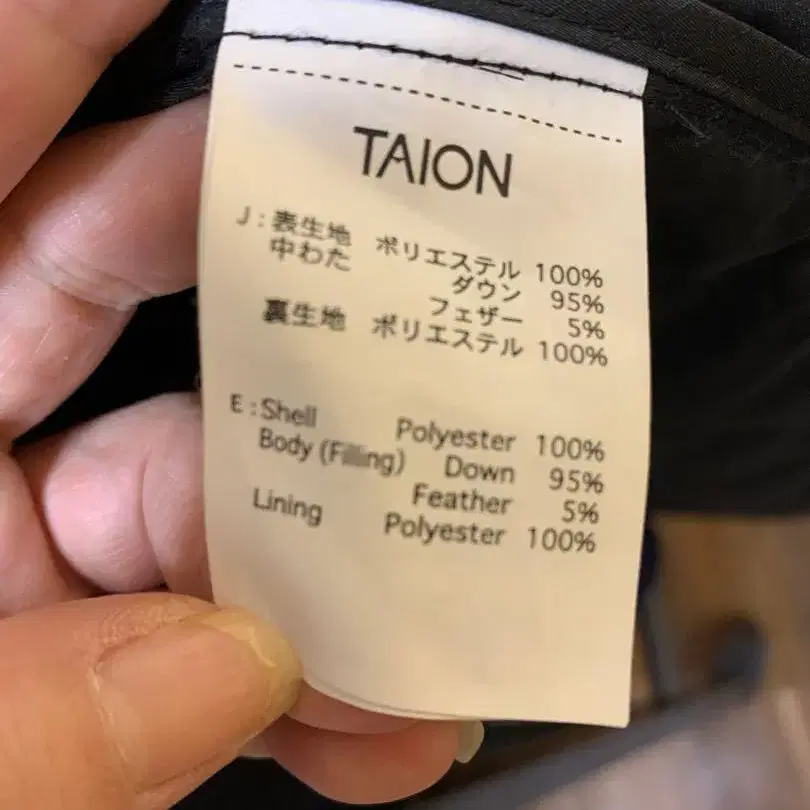 TAION
J : 表生地 ポリエステル 100%
中わた ダウン 95%
フェザー 5%
裏生地 ポリエステル 100%
E : Shell Polyester 100%
Body (Filling) Down 95%
Feather 5%
Lining Polyester 100%